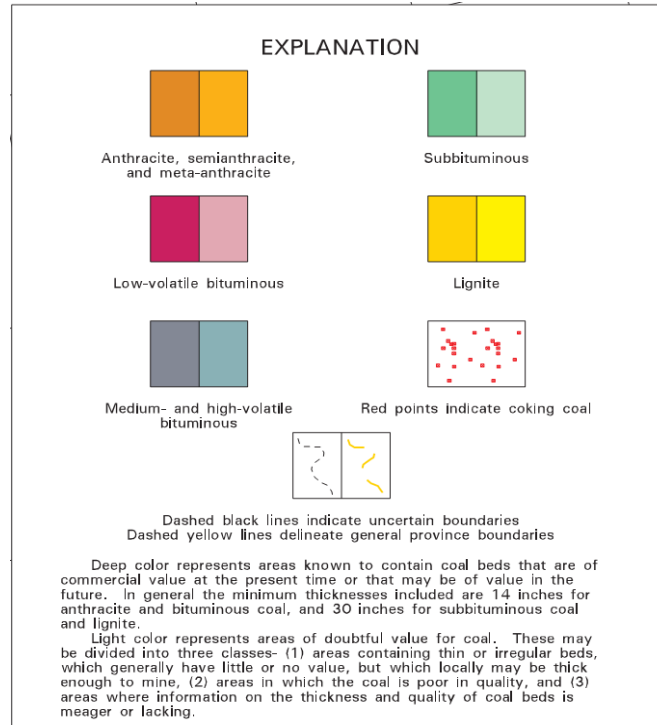 EXPLANATION
Anthracite, semianthracite,
and meta-anthracite
Subbituminous
Low-volatile bituminous
Lignite
Medium- and high-volatile
bituminous
Red points indicate coking coal
Dashed black lines indicate uncertain boundaries
Dashed yellow lines delineate general province boundaries
Deep color represents areas known to contain coal beds that are of
commercial value at the present time or that may be of value in the
future. In general the minimum thicknesses included are 14 inches for
anthracite and bituminous coal, and 30 inches for subbituminous coal
and lignite.
Light color represents areas of doubtful value for coal. These may
be divided into three classes- (1) areas containing thin or irregular beds,
which generally have little or no value, but which locally may be thick
enough to mine, (2) areas in which the coal is poor in quality, and (3)
areas where information on the thickness and quality of coal beds is
meager or lacking.